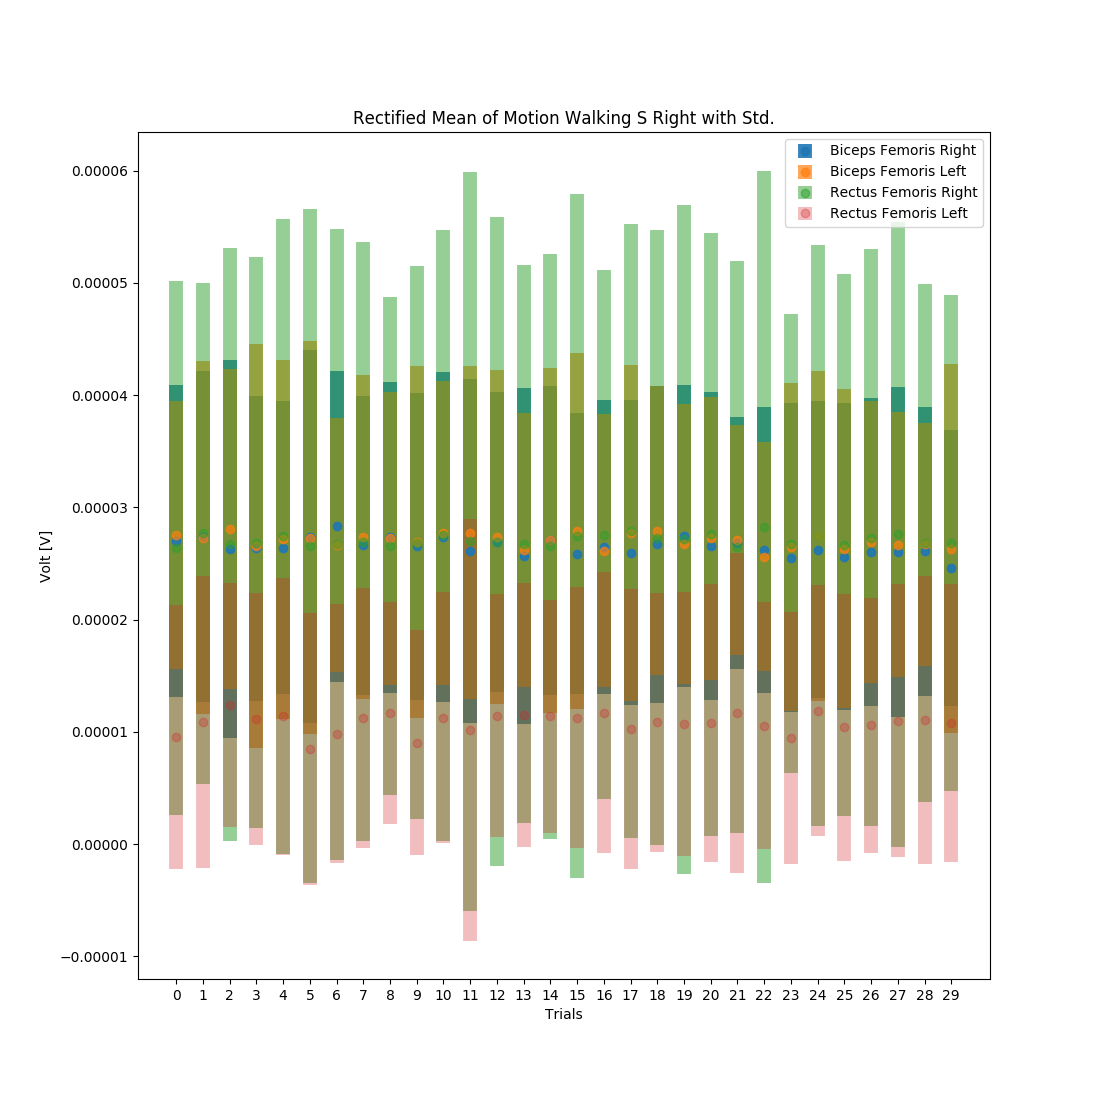 Rectified Mean of Motion Walking S Right with Std.
Biceps Femoris Right
Biceps Femoris Left
Rectus Femoris Right
Rectus Femoris Left
0.00006
0.00005
0.00004
0.00003
0.00002
0.00001
0.00000
−0.00001
Volt [V]
0 1 2 3 4 5 6 7 8 9 10 11 12 13 14 15 16 17 18 19 20 21 22 23 24 25 26 27 28 29
Trials